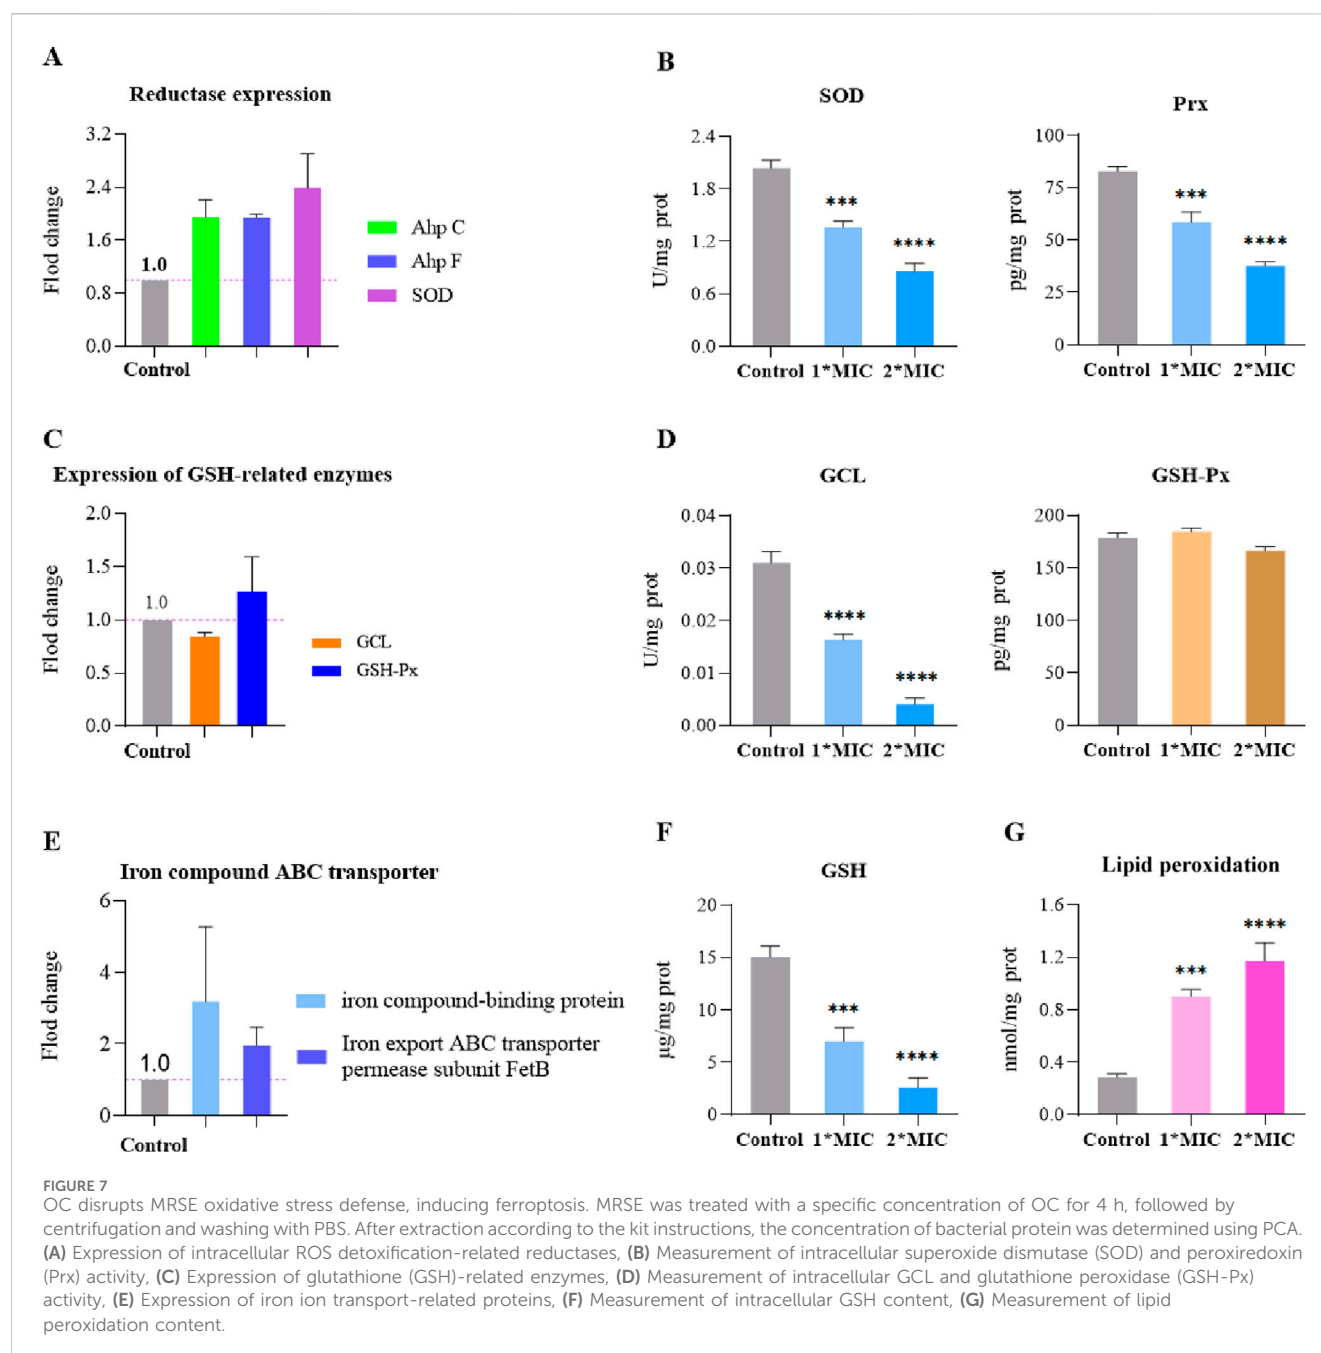 A
Reductase expression
Flod change
3.2
2.4
1.6
0.8
0.0
1.0
Control
Ahp C
Ahp F
SOD
B
SOD
U/mg prot
2.4
1.8
1.2
0.6
0.0
***
****
Control 1*MIC 2*MIC
Prx
pg/mg prot
100
75
50
25
0
***
****
Control 1*MIC 2*MIC
C
Expression of GSH-related enzymes
Flod change
2.0
1.5
1.0
0.5
0.0
1.0
Control
GCL
GSH-Px
D
GCL
U/mg prot
0.04
0.03
0.02
0.01
0.00
****
****
Control 1*MIC 2*MIC
GSH-Px
pg/mg prot
200
150
100
50
0
Control 1*MIC 2*MIC
E
Iron compound ABC transporter
Flod change
6
4
2
0
1.0
Control
iron compound-binding protein
Iron export ABC transporter
permease subunit FetB
F
GSH
µg/mg prot
20
15
10
5
0
***
****
Control 1*MIC 2*MIC
G
Lipid peroxidation
nmol/mg prot
1.6
1.2
0.8
0.4
0.0
***
****
Control 1*MIC 2*MIC
FIGURE 7
OC disrupts MRSE oxidative stress defense, inducing ferroptosis. MRSE was treated with a specific concentration of OC for 4 h, followed by
centrifugation and washing with PBS. After extraction according to the kit instructions, the concentration of bacterial protein was determined using PCA.
(A) Expression of intracellular ROS detoxification-related reductases, (B) Measurement of intracellular superoxide dismutase (SOD) and peroxiredoxin
(Prx) activity, (C) Expression of glutathione (GSH)-related enzymes, (D) Measurement of intracellular GCL and glutathione peroxidase (GSH-Px)
activity, (E) Expression of iron ion transport-related proteins, (F) Measurement of intracellular GSH content, (G) Measurement of lipid
peroxidation content.